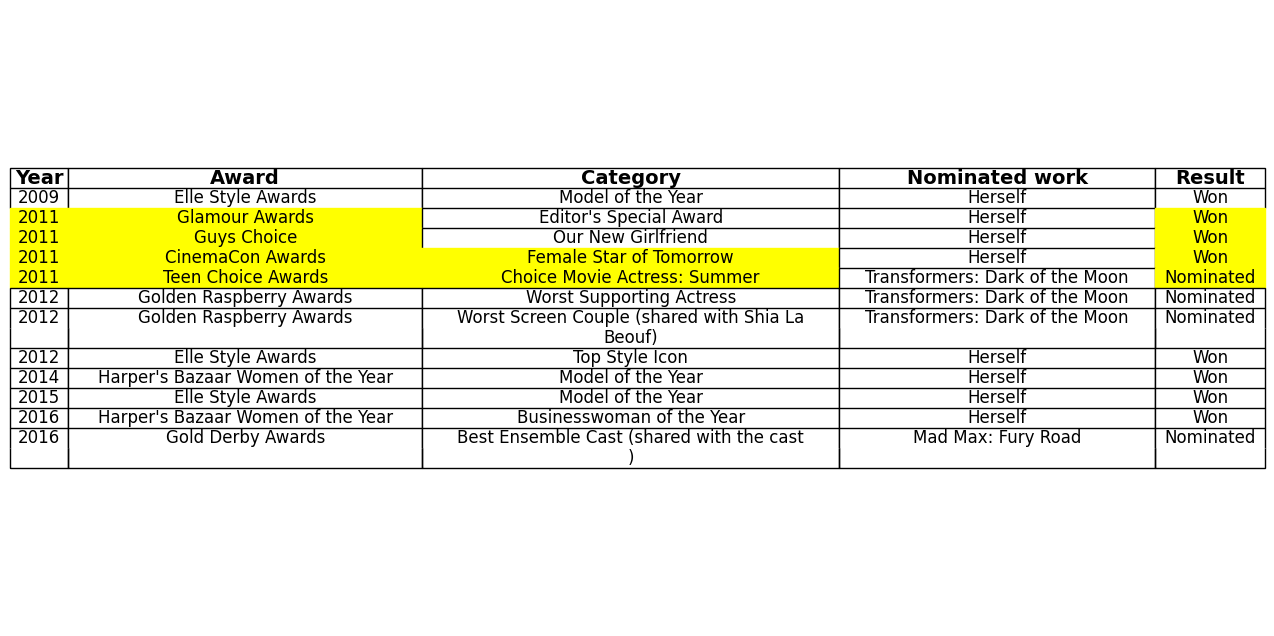 Year Award Category Nominated work Result
2009 Elle Style Awards Model of the Year Herself Won
2011 Glamour Awards Editor's Special Award Herself Won
2011 Guys Choice Our New Girlfriend Herself Won
2011 CinemaCon Awards Female Star of Tomorrow Herself Won
2011 Teen Choice Awards Choice Movie Actress: Summer Transformers: Dark of the Moon Nominated
2012 Golden Raspberry Awards Worst Supporting Actress Transformers: Dark of the Moon Nominated
2012 Golden Raspberry Awards Worst Screen Couple (shared with Shia La Transformers: Dark of the Moon Nominated
Beouf)
2012 Elle Style Awards Top Style Icon Herself Won
2014 Harper's Bazaar Women of the Year Model of the Year Herself Won
2015 Elle Style Awards Model of the Year Herself Won
2016 Harper's Bazaar Women of the Year Businesswoman of the Year Herself Won
2016 Gold Derby Awards Best Ensemble Cast (shared with the cast Mad Max: Fury Road Nominated
)